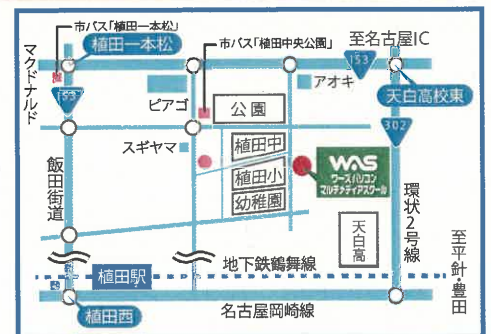 市バス「植田一本松」
植田一本松
市バス「植田中央公園」
至名古屋IC
153
マクドナルド
153
ピアゴ
アオキ
天白高校東
公園
302
スギヤマ
植田中
植田小
幼稚園
WAS
ワーズパソコン
マルチメディアスクール
飯田街道
環状2号線
天白高
至平針・豊田
地下鉄鶴舞線
植田駅
名古屋岡崎線
植田西